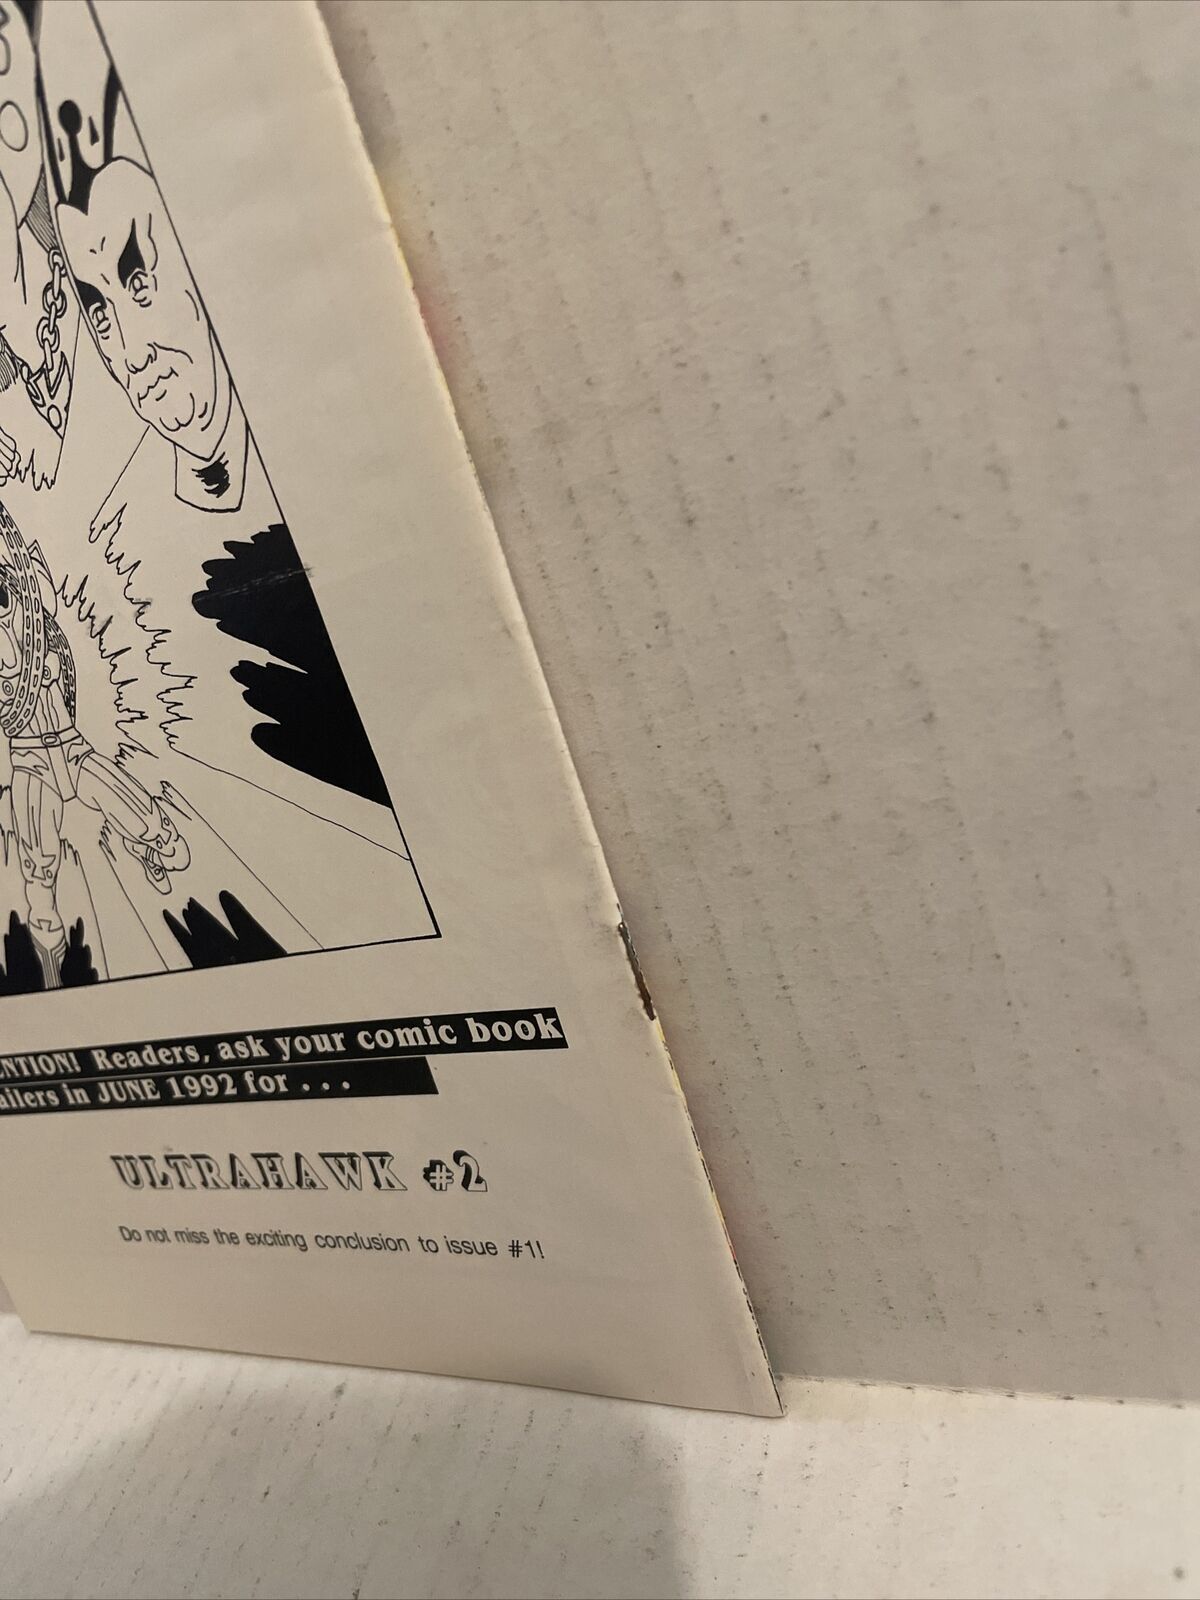 NTION! Readers, ask your comic book
ailers in JUNE 1992 for . . .
ULTRAHAWK #2
Do not miss the exciting conclusion to issue #1!